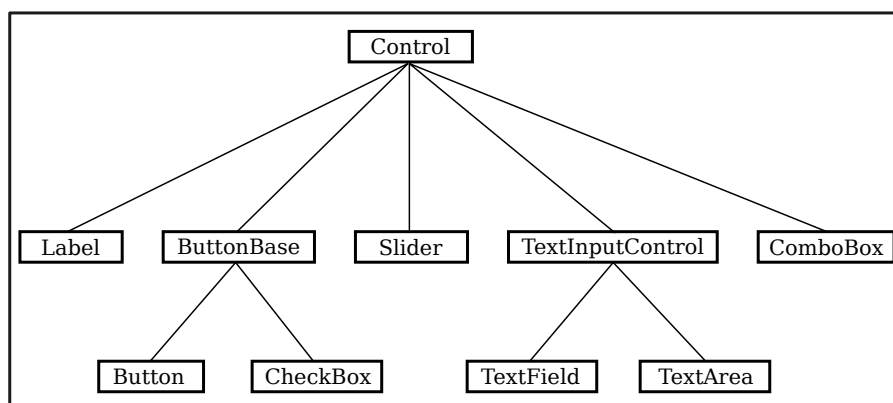 Control
Label
ButtonBase
Slider
TextInputControl
ComboBox
Button
CheckBox
TextField
TextArea